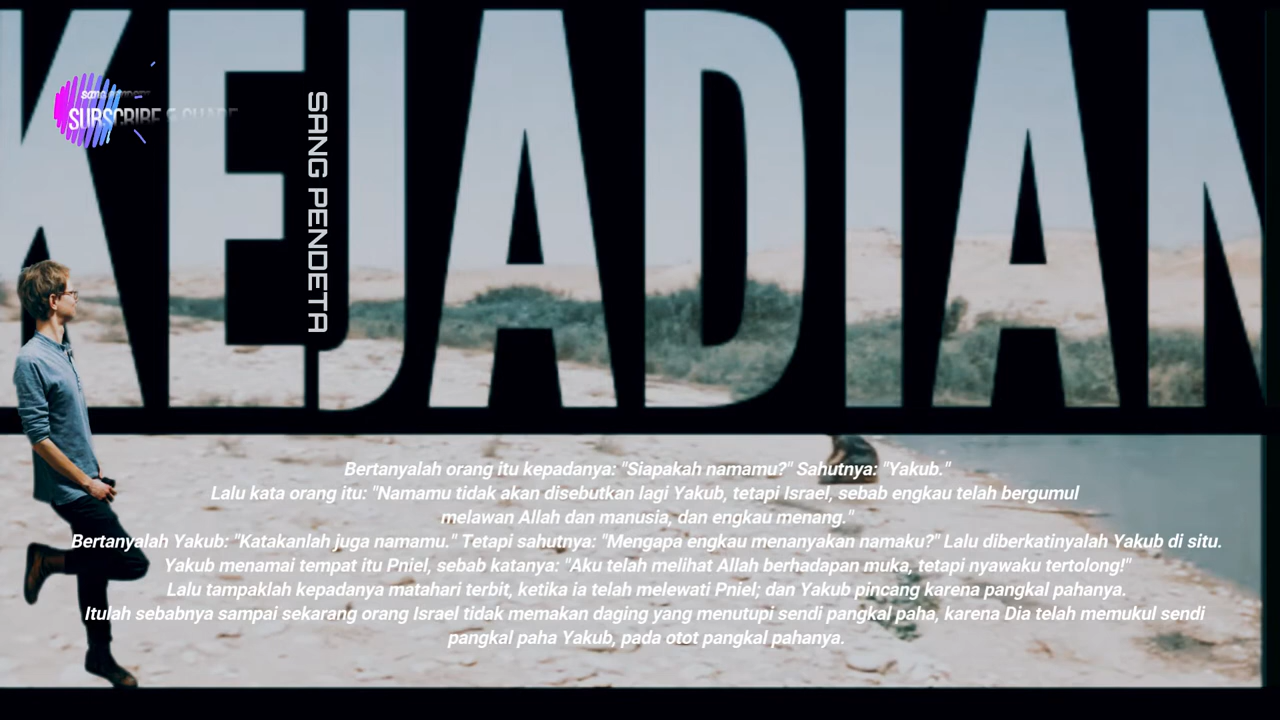 KEJADIAN
SUBSCRIBE & SHARE
SANG PENDETA
Bertanyalah orang itu kepadanya: "Siapakah namamu?" Sahutnya: "Yakub."
Lalu kata orang itu: "Namamu tidak akan disebutkan lagi Yakub, tetapi Israel, sebab engkau telah bergumul
melawan Allah dan manusia, dan engkau menang."
Bertanyalah Yakub: "Katakanlah juga namamu." Tetapi sahutnya: "Mengapa engkau menanyakan namaku?" Lalu diberkatinyalah Yakub di situ.
Yakub menamai tempat itu Pniel, sebab katanya: "Aku telah melihat Allah berhadapan muka, tetapi nyawaku tertolong!"
Lalu tampaklah kepadanya matahari terbit, ketika ia telah melewati Pniel; dan Yakub pincang karena pangkal pahanya.
Itulah sebabnya sampai sekarang orang Israel tidak memakan daging yang menutupi sendi pangkal paha, karena Dia telah memukul sendi
pangkal paha Yakub, pada otot pangkal pahanya.